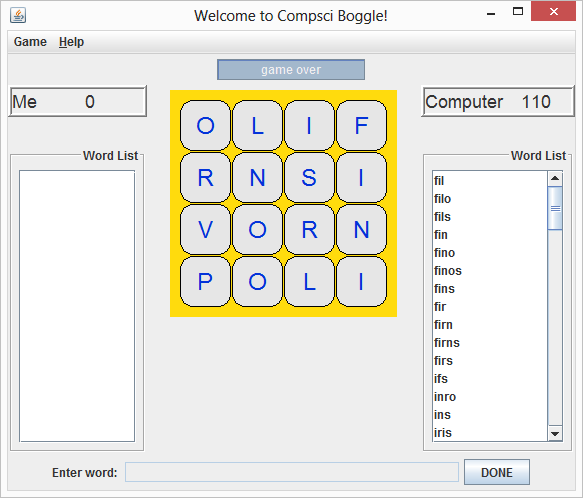 Welcome to Compsci Boggle!
Game Help
game over
Me 0
Computer 110
Word List
O L I F
R N S I
V O R N
P O L I
Word List
fil
filo
fils
fin
fino
finos
fins
fir
firn
firns
firs
ifs
inro
ins
iris
Enter word:
DONE